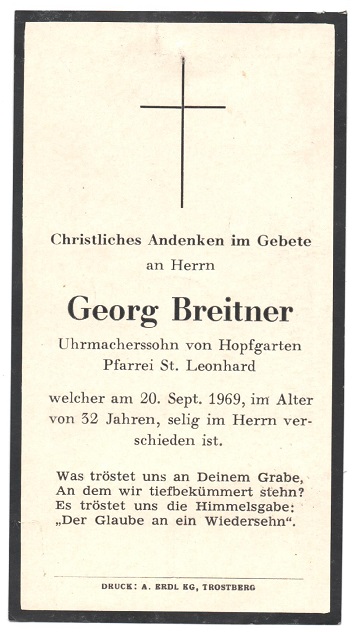 Christliches Andenken im Gebete
an Herrn
Georg Breitner
Uhrmacherssohn von Hopfgarten
Pfarrei St. Leonhard
welcher am 20. Sept. 1969, im Alter
von 32 Jahren, selig im Herrn ver-
schieden ist.
Was tröstet uns an Deinem Grabe,
An dem wir tiefbekümmert stehn?
Es tröstet uns die Himmelsgabe:
„Der Glaube an ein Wiedersehn“.
DRUCK: A. ERDL KG, TROSTBERG